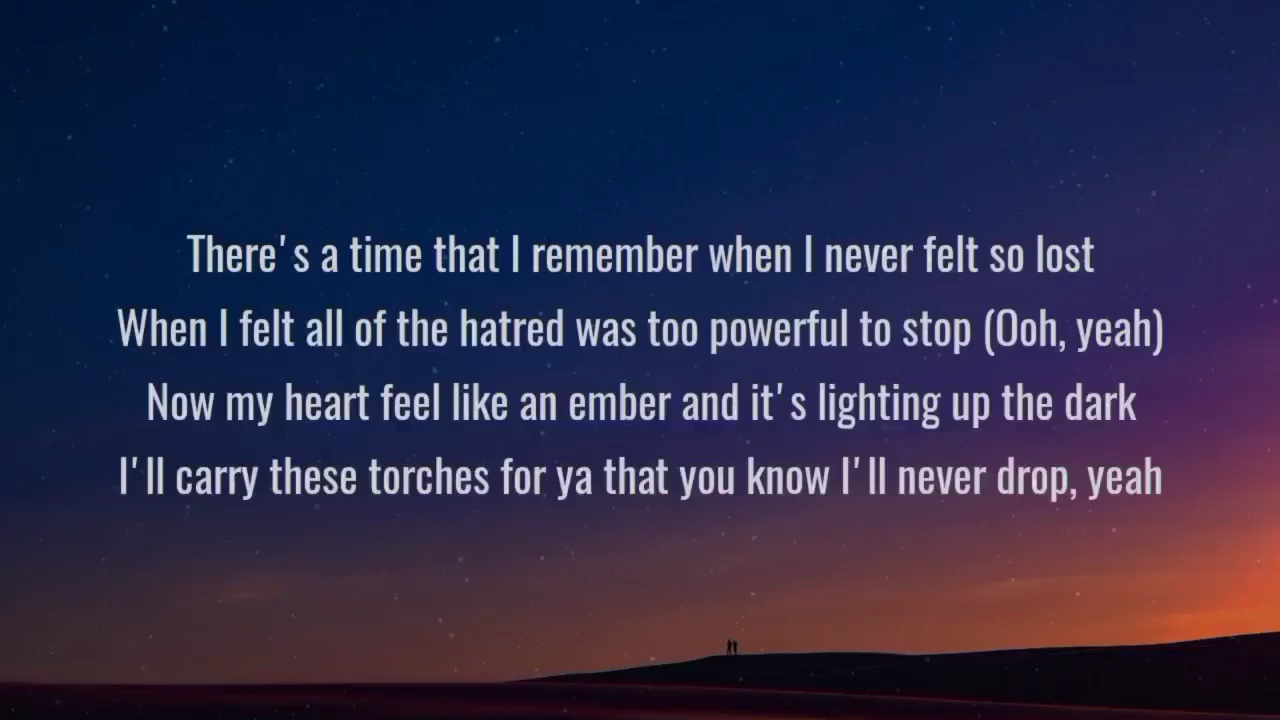 There's a time that I remember when I never felt so lost
When I felt all of the hatred was too powerful to stop (Ooh, yeah)
Now my heart feel like an ember and it's lighting up the dark
I'll carry these torches for ya that you know I'll never drop, yeah